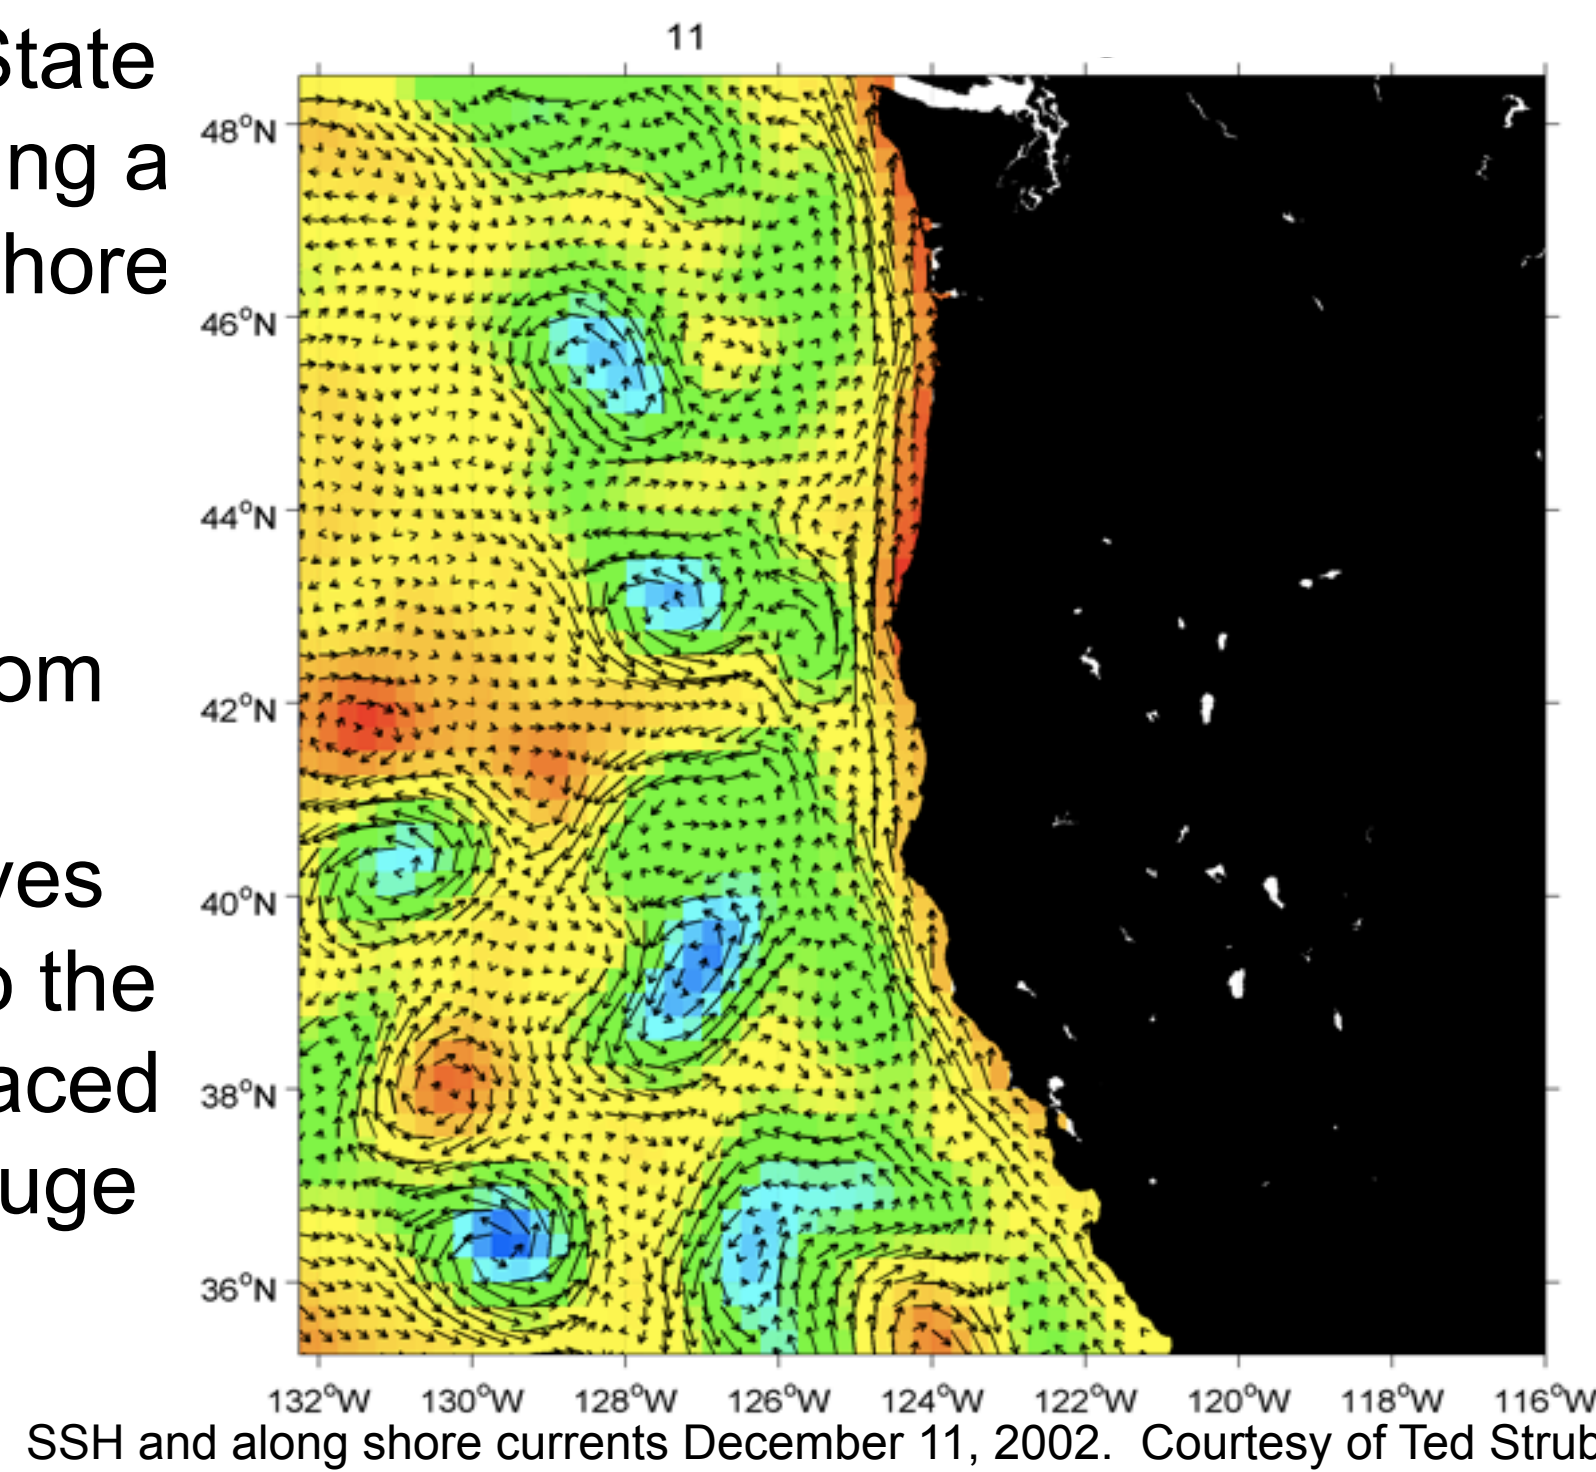 11
State
ng a
hore
om
ves
o the
aced
uge
48°N
46°N
44°N
42°N
40°N
38°N
36°N
132°W 130°W 128°W 126°W 124°W 122°W 120°W 118°W 116°W
SSH and along shore currents December 11, 2002. Courtesy of Ted Strub